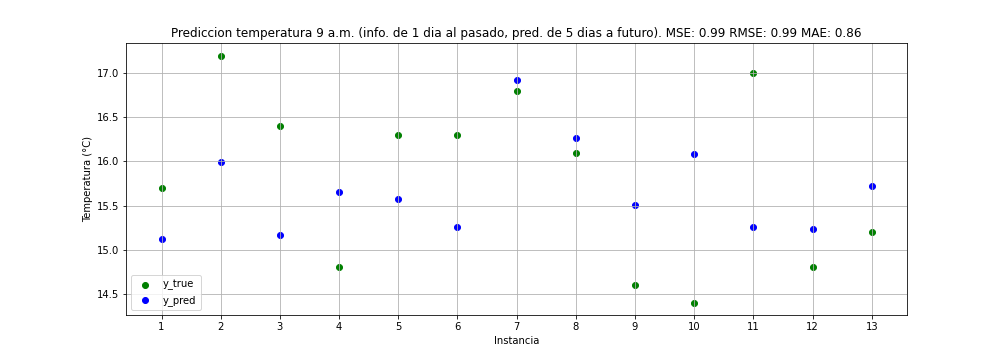 Prediccion temperatura 9 a.m. (info. de 1 dia al pasado, pred. de 5 dias a futuro). MSE: 0.99 RMSE: 0.99 MAE: 0.86
Temperatura (°C)
17.0
16.5
16.0
15.5
15.0
14.5
y_true
y_pred
1 2 3 4 5 6 7 8 9 10 11 12 13
Instancia